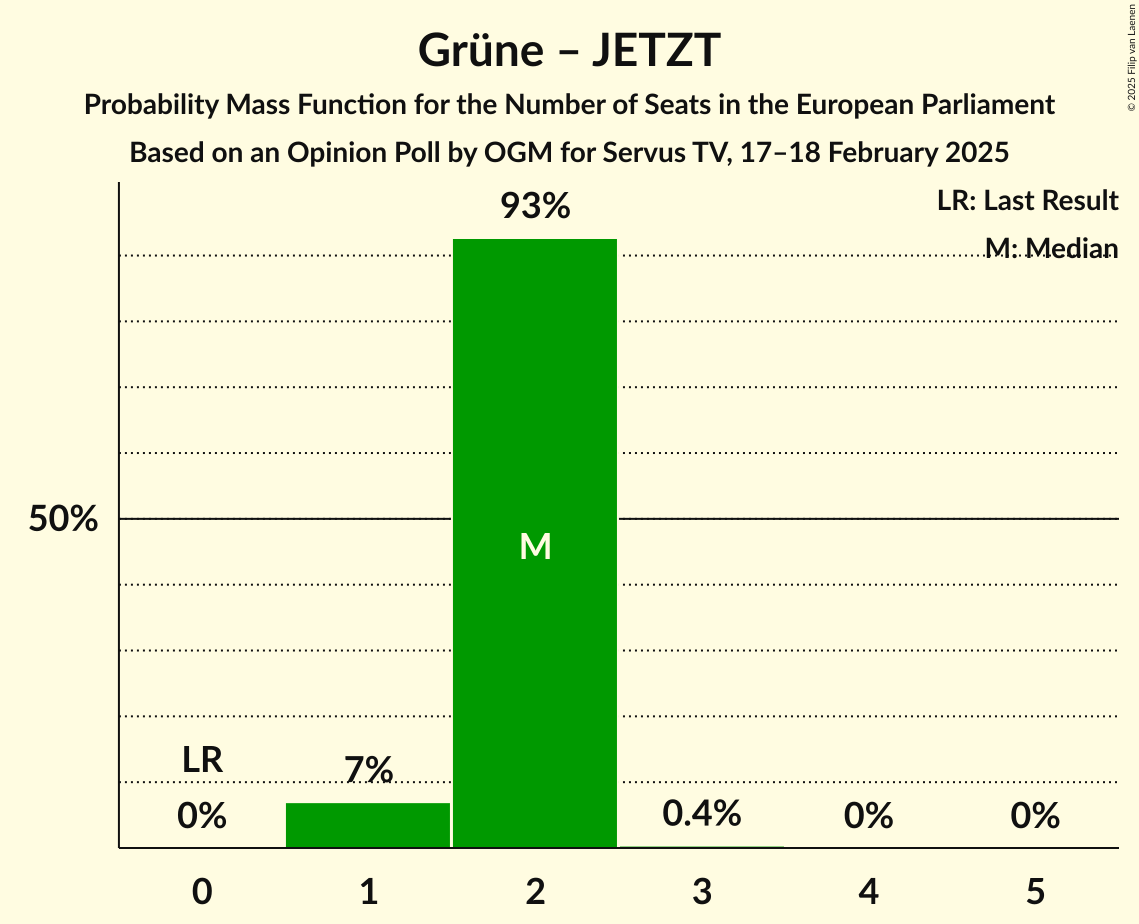 Grüne – JETZT
Probability Mass Function for the Number of Seats in the European Parliament
Based on an Opinion Poll by OGM for Servus TV, 17–18 February 2025
© 2025 Filip van Laenen
LR: Last Result
M: Median
93%
50%
M
LR
7%
0%
0.4%
0%
0%
0 1 2 3 4 5